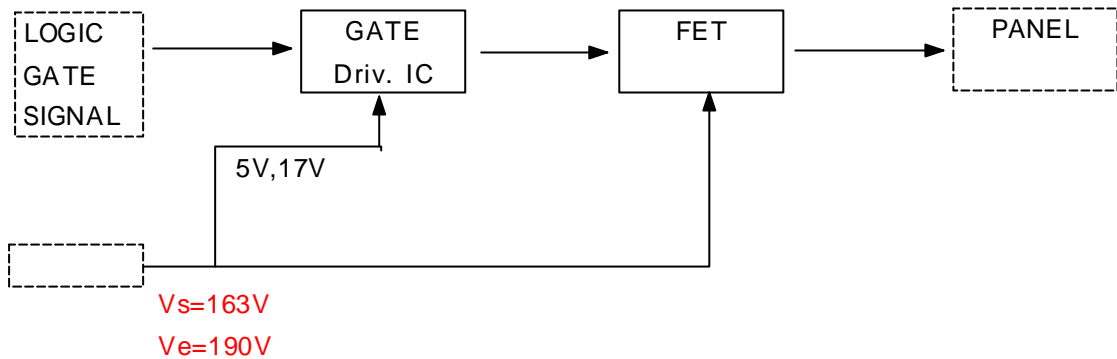 LOGIC
GATE
SIGNAL
GATE
Driv. IC
FET
PANEL
5V,17V
Vs=163V
Ve=190V